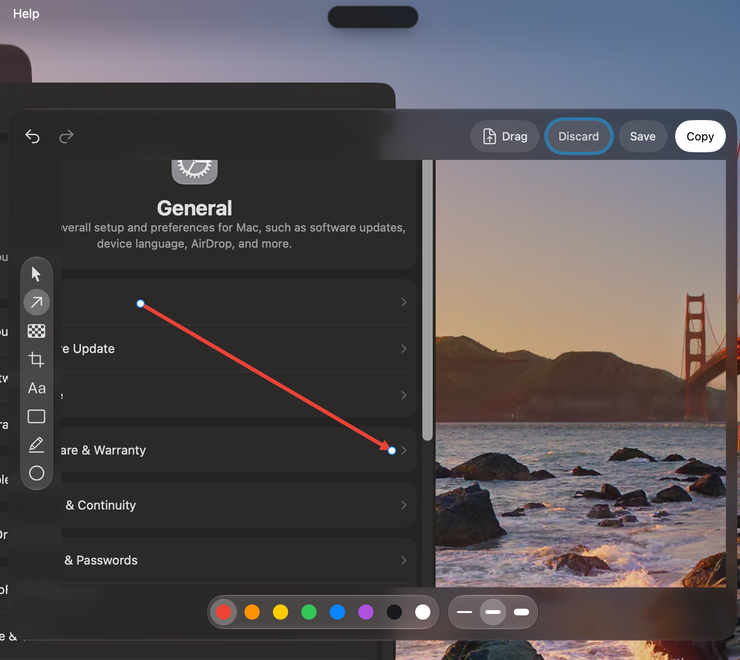 Help
Drag
Discard
Save
Copy
General
verall setup and preferences for Mac, such as software updates,
device language, AirDrop, and more.
re Update
are & Warranty
& Continuity
& Passwords
Aa